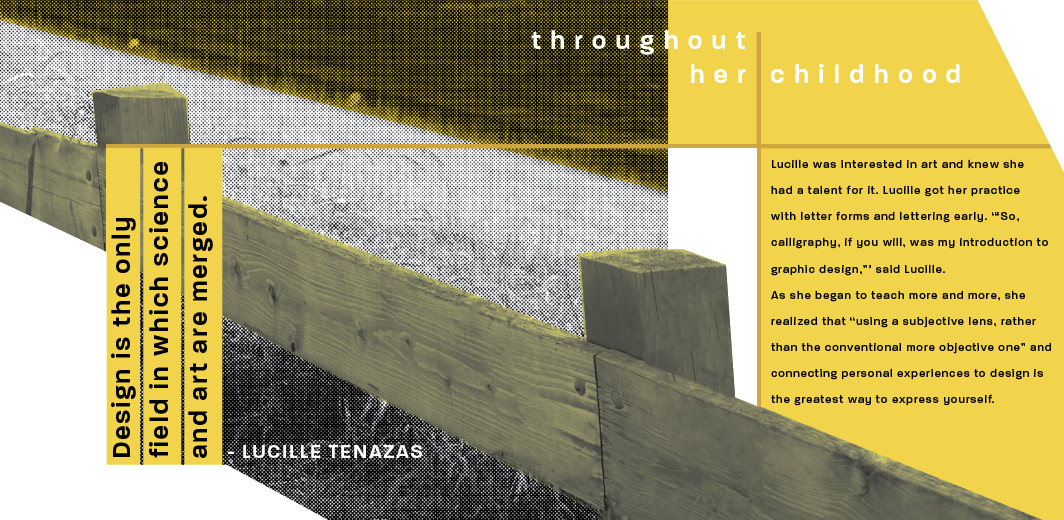 throughout
her childhood
Lucille was interested in art and knew she
had a talent for it. Lucille got her practice
with letter forms and lettering early. ‘“So,
calligraphy, if you will, was my introduction to
graphic design,”’ said Lucille.
As she began to teach more and more, she
realized that “using a subjective lens, rather
than the conventional more objective one” and
connecting personal experiences to design is
the greatest way to express yourself.
Design is the only
field in which science
and art are merged.
- LUCILLE TENAZAS